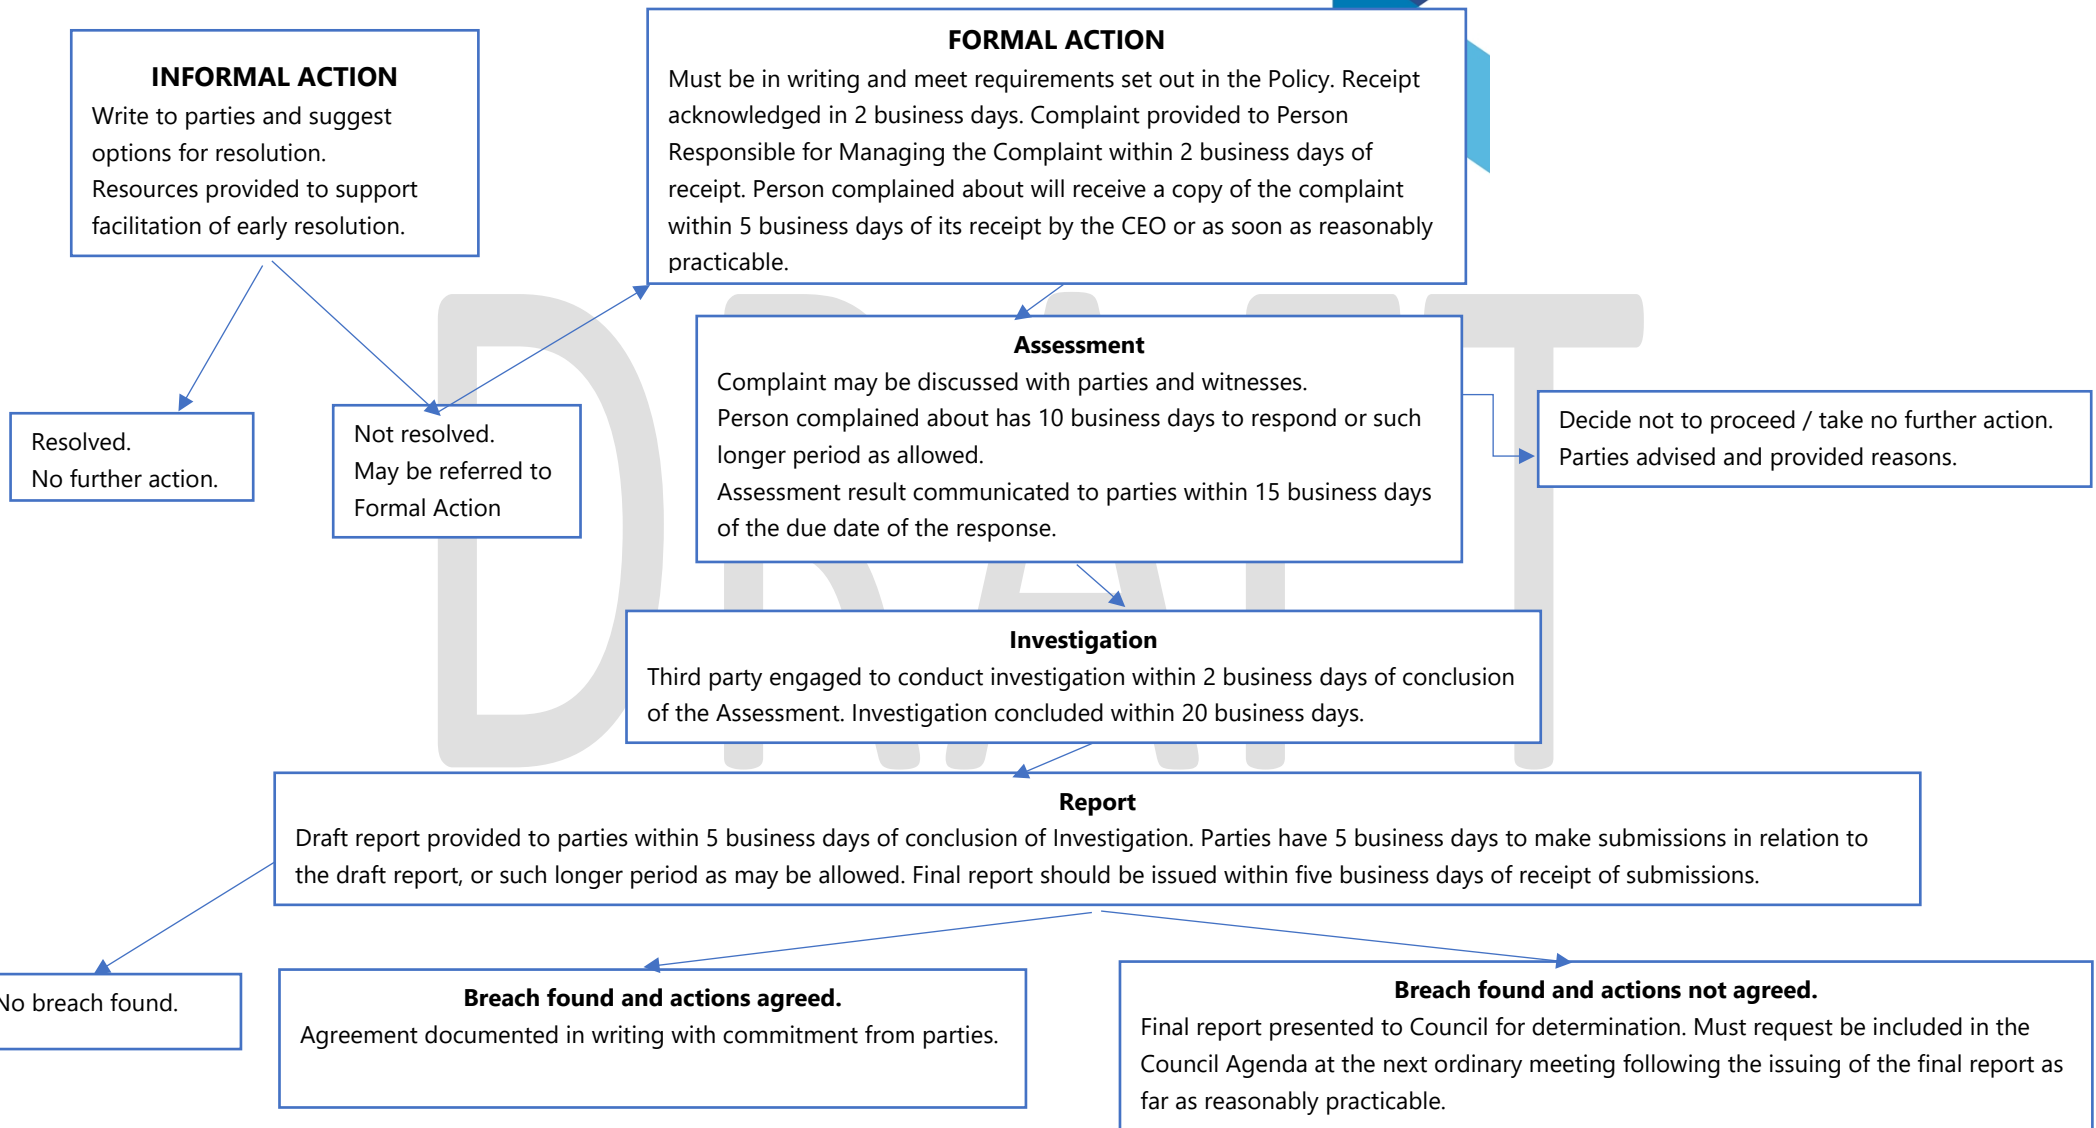 INFORMAL ACTION
Write to parties and suggest
options for resolution.
Resources provided to support
facilitation of early resolution.
FORMAL ACTION
Must be in writing and meet requirements set out in the Policy. Receipt
acknowledged in 2 business days. Complaint provided to Person
Responsible for Managing the Complaint within 2 business days of
receipt. Person complained about will receive a copy of the complaint
within 5 business days of its receipt by the CEO or as soon as reasonably
practicable.
Resolved.
No further action.
Not resolved.
May be referred to
Formal Action
Assessment
Complaint may be discussed with parties and witnesses.
Person complained about has 10 business days to respond or such
longer period as allowed.
Assessment result communicated to parties within 15 business days
of the due date of the response.
Decide not to proceed / take no further action.
Parties advised and provided reasons.
Investigation
Third party engaged to conduct investigation within 2 business days of conclusion
of the Assessment. Investigation concluded within 20 business days.
Report
Draft report provided to parties within 5 business days of conclusion of Investigation. Parties have 5 business days to make submissions in relation to
the draft report, or such longer period as may be allowed. Final report should be issued within five business days of receipt of submissions.
No breach found.
Breach found and actions agreed.
Agreement documented in writing with commitment from parties.
Breach found and actions not agreed.
Final report presented to Council for determination. Must request be included in the
Council Agenda at the next ordinary meeting following the issuing of the final report as
far as reasonably practicable.
DRAFT